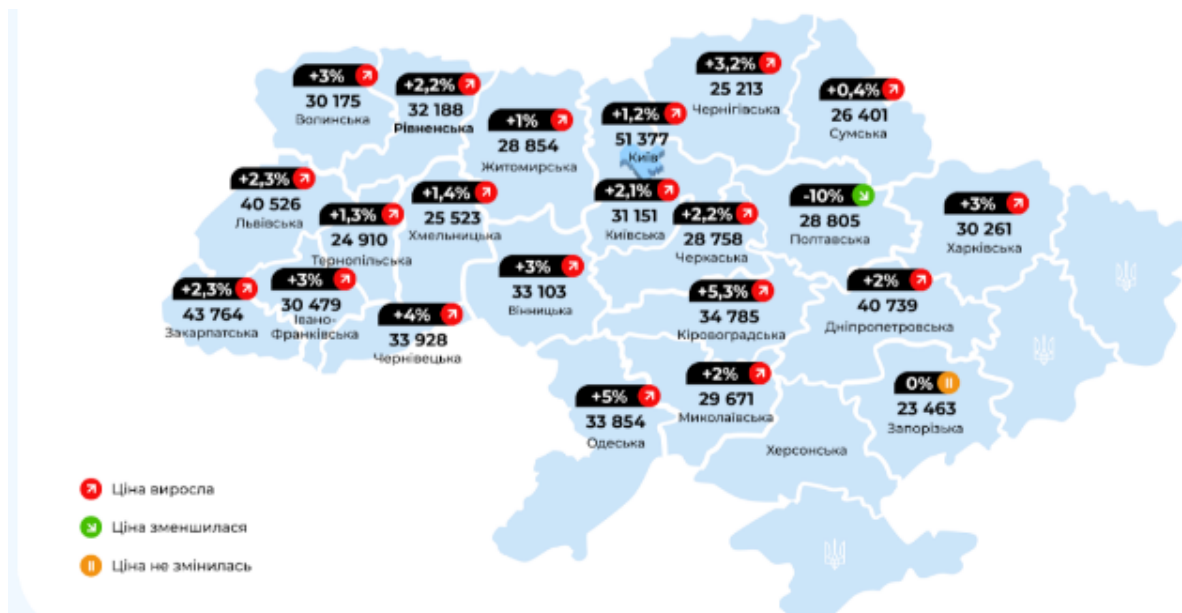 +3%
30 175
Волинська
+2,2%
32 188
Рівненська
+1%
28 854
Житомирська
+1,2%
51 377
Київ
+3,2%
25 213
Чернігівська
+0,4%
26 401
Сумська
+2,3%
40 526
Львівська
+1,3%
24 910
Тернопільська
+1,4%
25 523
Хмельницька
+2,1%
31 151
Київська
+2,2%
28 758
Черкаська
-10%
28 805
Полтавська
+3%
30 261
Харківська
+2,3%
43 764
Закарпатська
+3%
30 479
Івано-
Франківська
+4%
33 928
Чернівецька
+3%
33 103
Вінницька
+5,3%
34 785
Кіровоградська
+2%
40 739
Дніпропетровська
+5%
33 854
Одеська
+2%
29 671
Миколаївська
0%
23 463
Запорізька
Херсонська
Ціна виросла
Ціна зменшилася
Ціна не змінилась